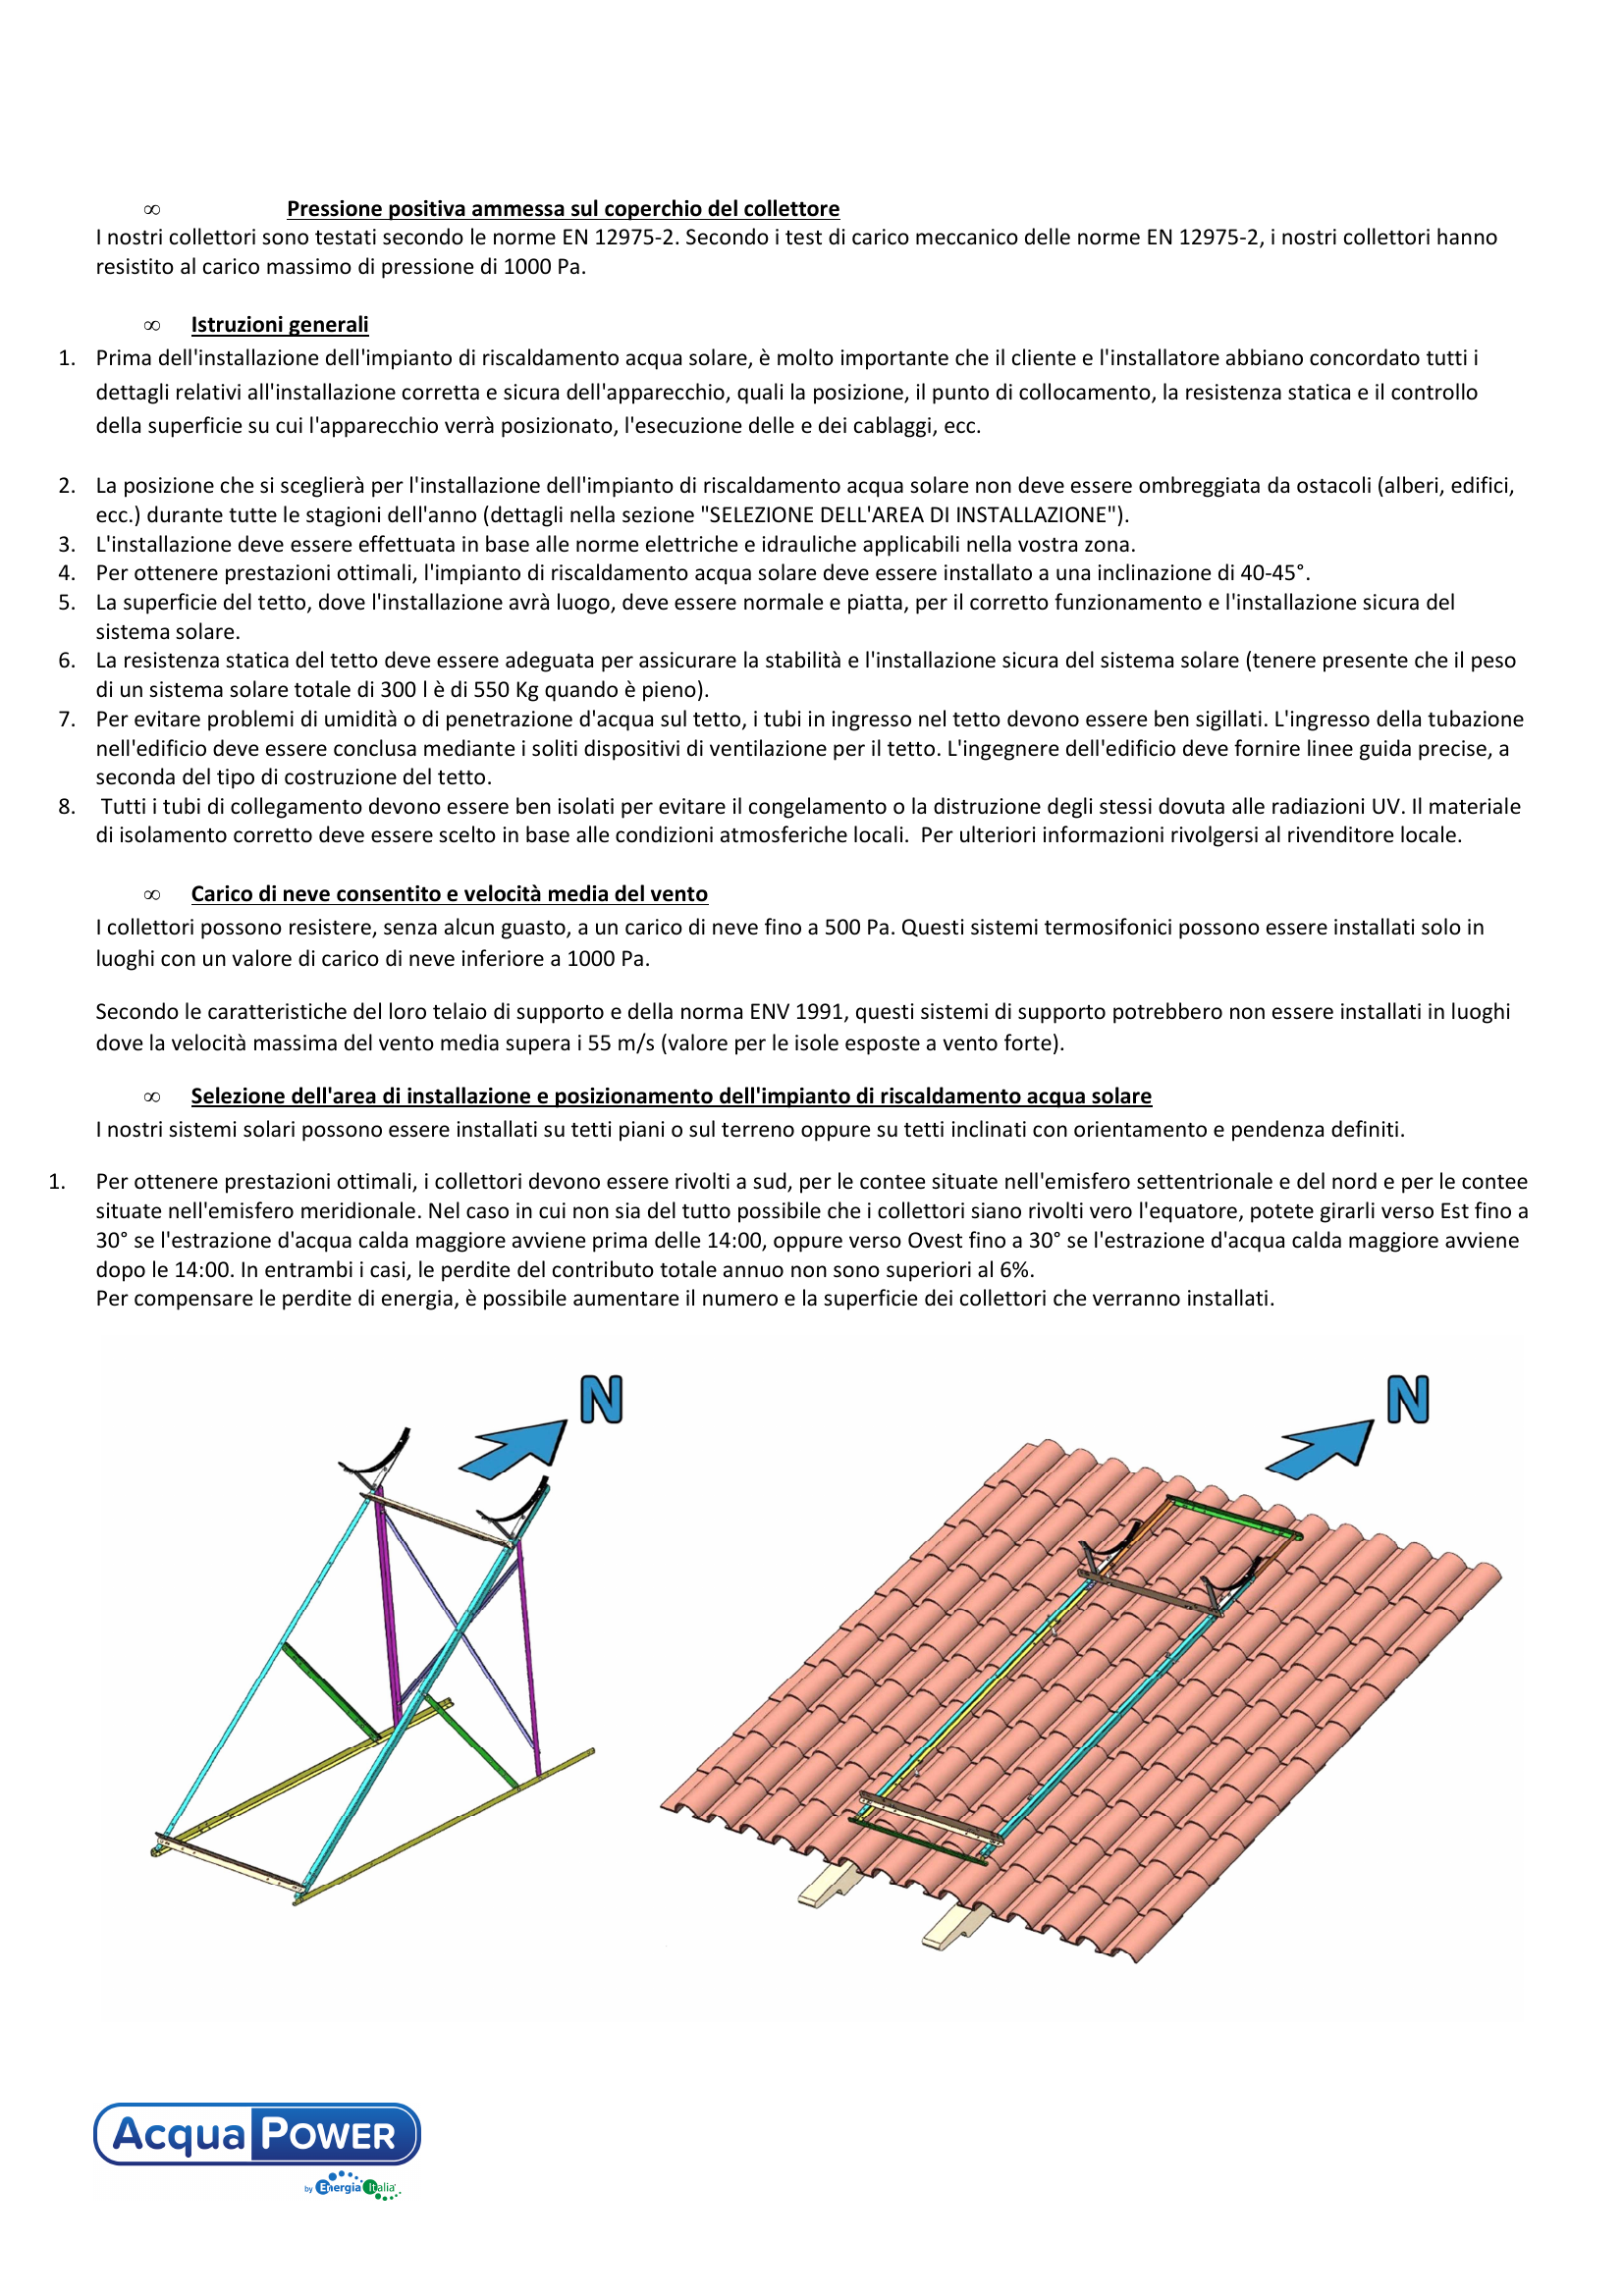 ∞ Pressione positiva ammessa sul coperchio del collettore
I nostri collettori sono testati secondo le norme EN 12975-2. Secondo i test di carico meccanico delle norme EN 12975-2, i nostri collettori hanno
resistito al carico massimo di pressione di 1000 Pa.
∞ Istruzioni generali
1. Prima dell'installazione dell'impianto di riscaldamento acqua solare, è molto importante che il cliente e l'installatore abbiano concordato tutti i
dettagli relativi all'installazione corretta e sicura dell'apparecchio, quali la posizione, il punto di collocamento, la resistenza statica e il controllo
della superficie su cui l'apparecchio verrà posizionato, l'esecuzione delle e dei cablaggi, ecc.
2. La posizione che si sceglierà per l'installazione dell'impianto di riscaldamento acqua solare non deve essere ombreggiata da ostacoli (alberi, edifici,
ecc.) durante tutte le stagioni dell'anno (dettagli nella sezione "SELEZIONE DELL'AREA DI INSTALLAZIONE").
3. L'installazione deve essere effettuata in base alle norme elettriche e idrauliche applicabili nella vostra zona.
4. Per ottenere prestazioni ottimali, l'impianto di riscaldamento acqua solare deve essere installato a una inclinazione di 40-45°.
5. La superficie del tetto, dove l'installazione avrà luogo, deve essere normale e piatta, per il corretto funzionamento e l'installazione sicura del
sistema solare.
6. La resistenza statica del tetto deve essere adeguata per assicurare la stabilità e l'installazione sicura del sistema solare (tenere presente che il peso
di un sistema solare totale di 300 l è di 550 Kg quando è pieno).
7. Per evitare problemi di umidità o di penetrazione d'acqua sul tetto, i tubi in ingresso nel tetto devono essere ben sigillati. L'ingresso della tubazione
nell'edificio deve essere conclusa mediante i soliti dispositivi di ventilazione per il tetto. L'ingegnere dell'edificio deve fornire linee guida precise, a
seconda del tipo di costruzione del tetto.
8. Tutti i tubi di collegamento devono essere ben isolati per evitare il congelamento o la distruzione degli stessi dovuta alle radiazioni UV. Il materiale
di isolamento corretto deve essere scelto in base alle condizioni atmosferiche locali. Per ulteriori informazioni rivolgersi al rivenditore locale.
∞ Carico di neve consentito e velocità media del vento
I collettori possono resistere, senza alcun guasto, a un carico di neve fino a 500 Pa. Questi sistemi termosifonici possono essere installati solo in
luoghi con un valore di carico di neve inferiore a 1000 Pa.
Secondo le caratteristiche del loro telaio di supporto e della norma ENV 1991, questi sistemi di supporto potrebbero non essere installati in luoghi
dove la velocità massima del vento media supera i 55 m/s (valore per le isole esposte a vento forte).
∞ Selezione dell'area di installazione e posizionamento dell'impianto di riscaldamento acqua solare
I nostri sistemi solari possono essere installati su tetti piani o sul terreno oppure su tetti inclinati con orientamento e pendenza definiti.
1. Per ottenere prestazioni ottimali, i collettori devono essere rivolti a sud, per le contee situate nell'emisfero settentrionale e del nord e per le contee
situate nell'emisfero meridionale. Nel caso in cui non sia del tutto possibile che i collettori siano rivolti vero l'equatore, potete girarli verso Est fino a
30° se l'estrazione d'acqua calda maggiore avviene prima delle 14:00, oppure verso Ovest fino a 30° se l'estrazione d'acqua calda maggiore avviene
dopo le 14:00. In entrambi i casi, le perdite del contributo totale annuo non sono superiori al 6%.
Per compensare le perdite di energia, è possibile aumentare il numero e la superficie dei collettori che verranno installati.
N
N
Acqua POWER
by Energia Italia